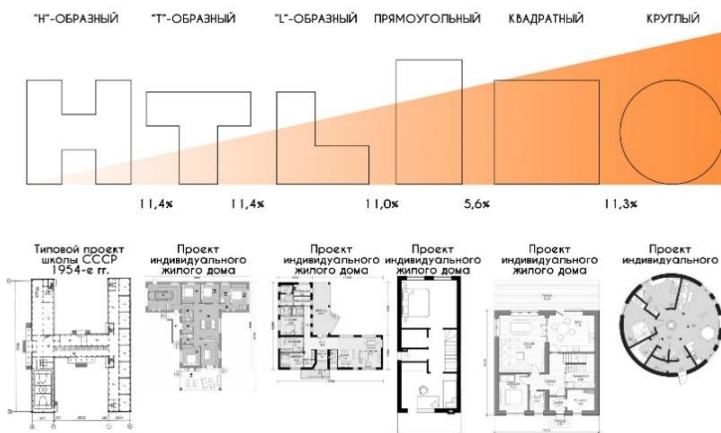 "Н"-ОБРАЗНЫЙ "Т"-ОБРАЗНЫЙ "L"-ОБРАЗНЫЙ ПРЯМОУГОЛЬНЫЙ КВАДРАТНЫЙ КРУГЛЫЙ
11,4% 11,4% 11,0% 5,6% 11,3%
Типовой проект
школы СССР
1954-е гг.
Проект
индивидуального
жилого дома
Проект
индивидуального
жилого дома
Проект
индивидуального
жилого дома
Проект
индивидуального
жилого дома
Проект
индивидуального